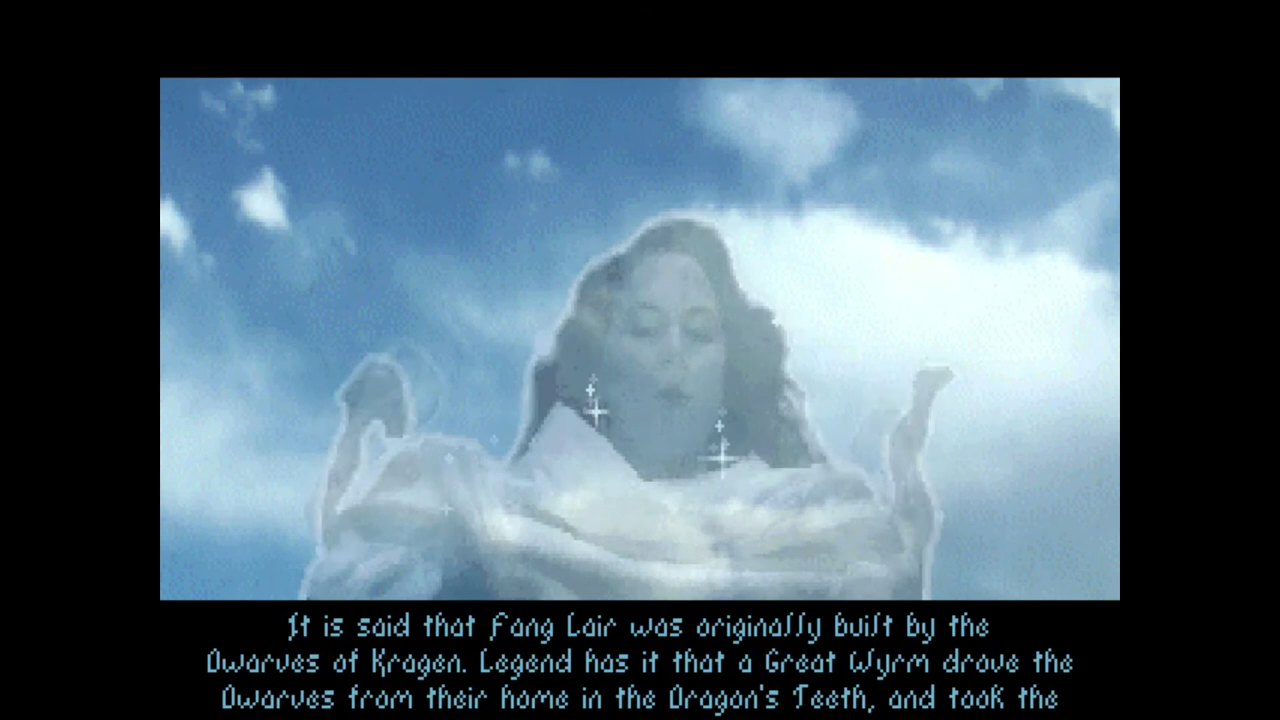 It is said that Fang Lair was originally built by the
Dwarves of Kragen. Legend has it that a Great Wyrm drove the
Dwarves from their home in the Dragon's Teeth, and took the